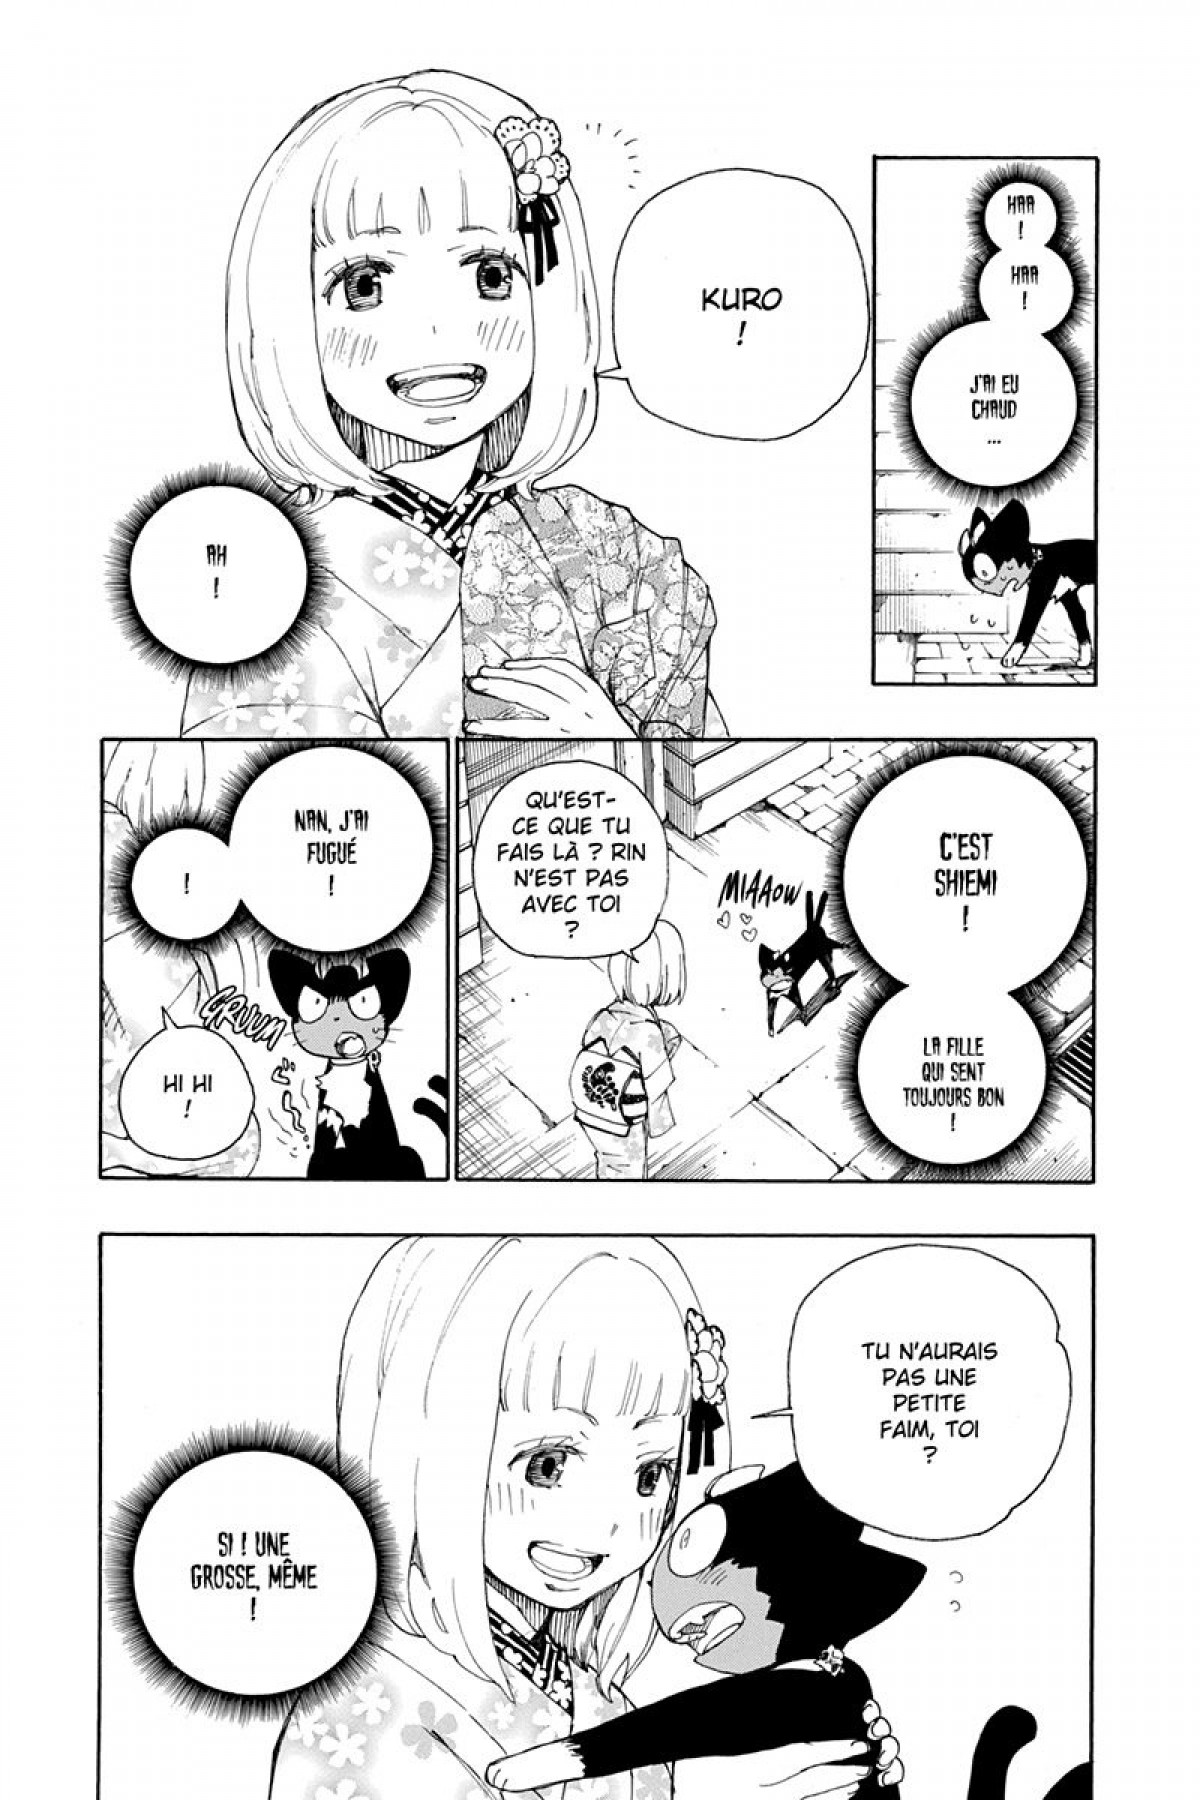 HAA
!
HAA
!
J'AI EU
CHAUD
...
KURO
!
AH
!
C'EST
SHIEMI
!
LA FILLE
QUI SENT
TOUJOURS BON
!
MIAAOW
QU'EST-
CE QUE TU
FAIS LÀ ? RIN
N'EST PAS
AVEC TOI
?
NAN, J'AI
FUGUÉ
!
!
GRUUM
HI HI
!
TU N'AURAIS
PAS UNE
PETITE
FAIM, TOI
?
SI ! UNE
GROSSE, MÊME
!